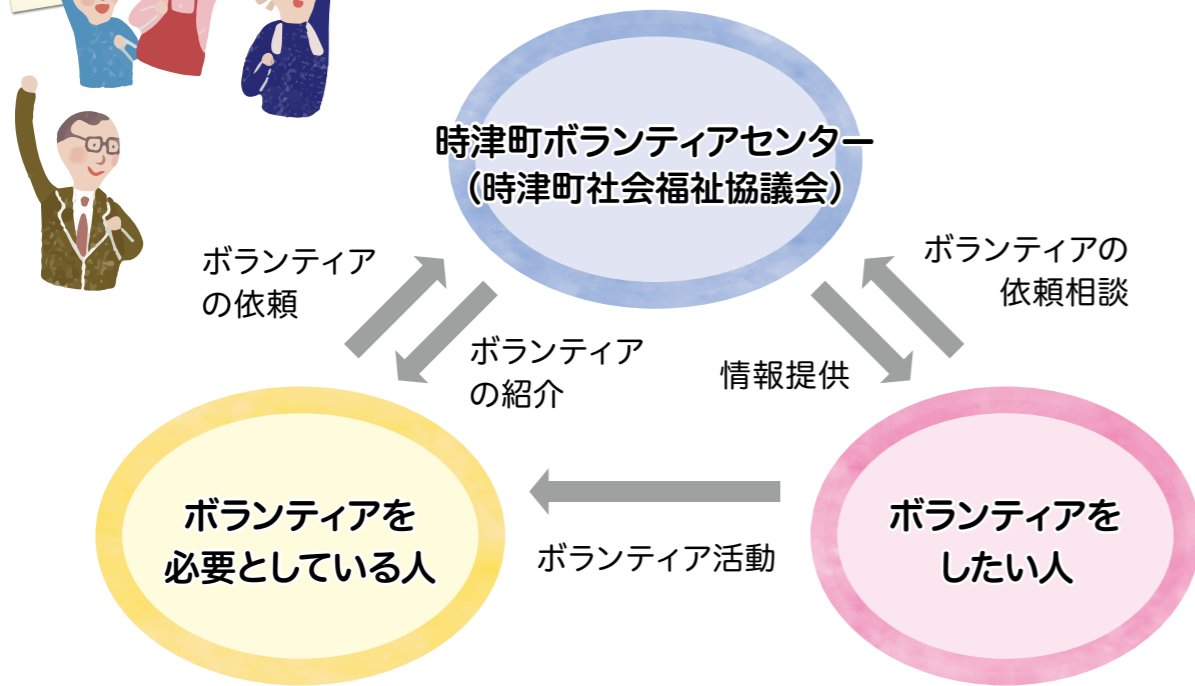 時津町ボランティアセンター
（時津町社会福祉協議会）
ボランティア
の依頼
ボランティア
の紹介
情報提供
ボランティアの
依頼相談
ボランティアを
必要としている人
ボランティア活動
ボランティアを
したい人